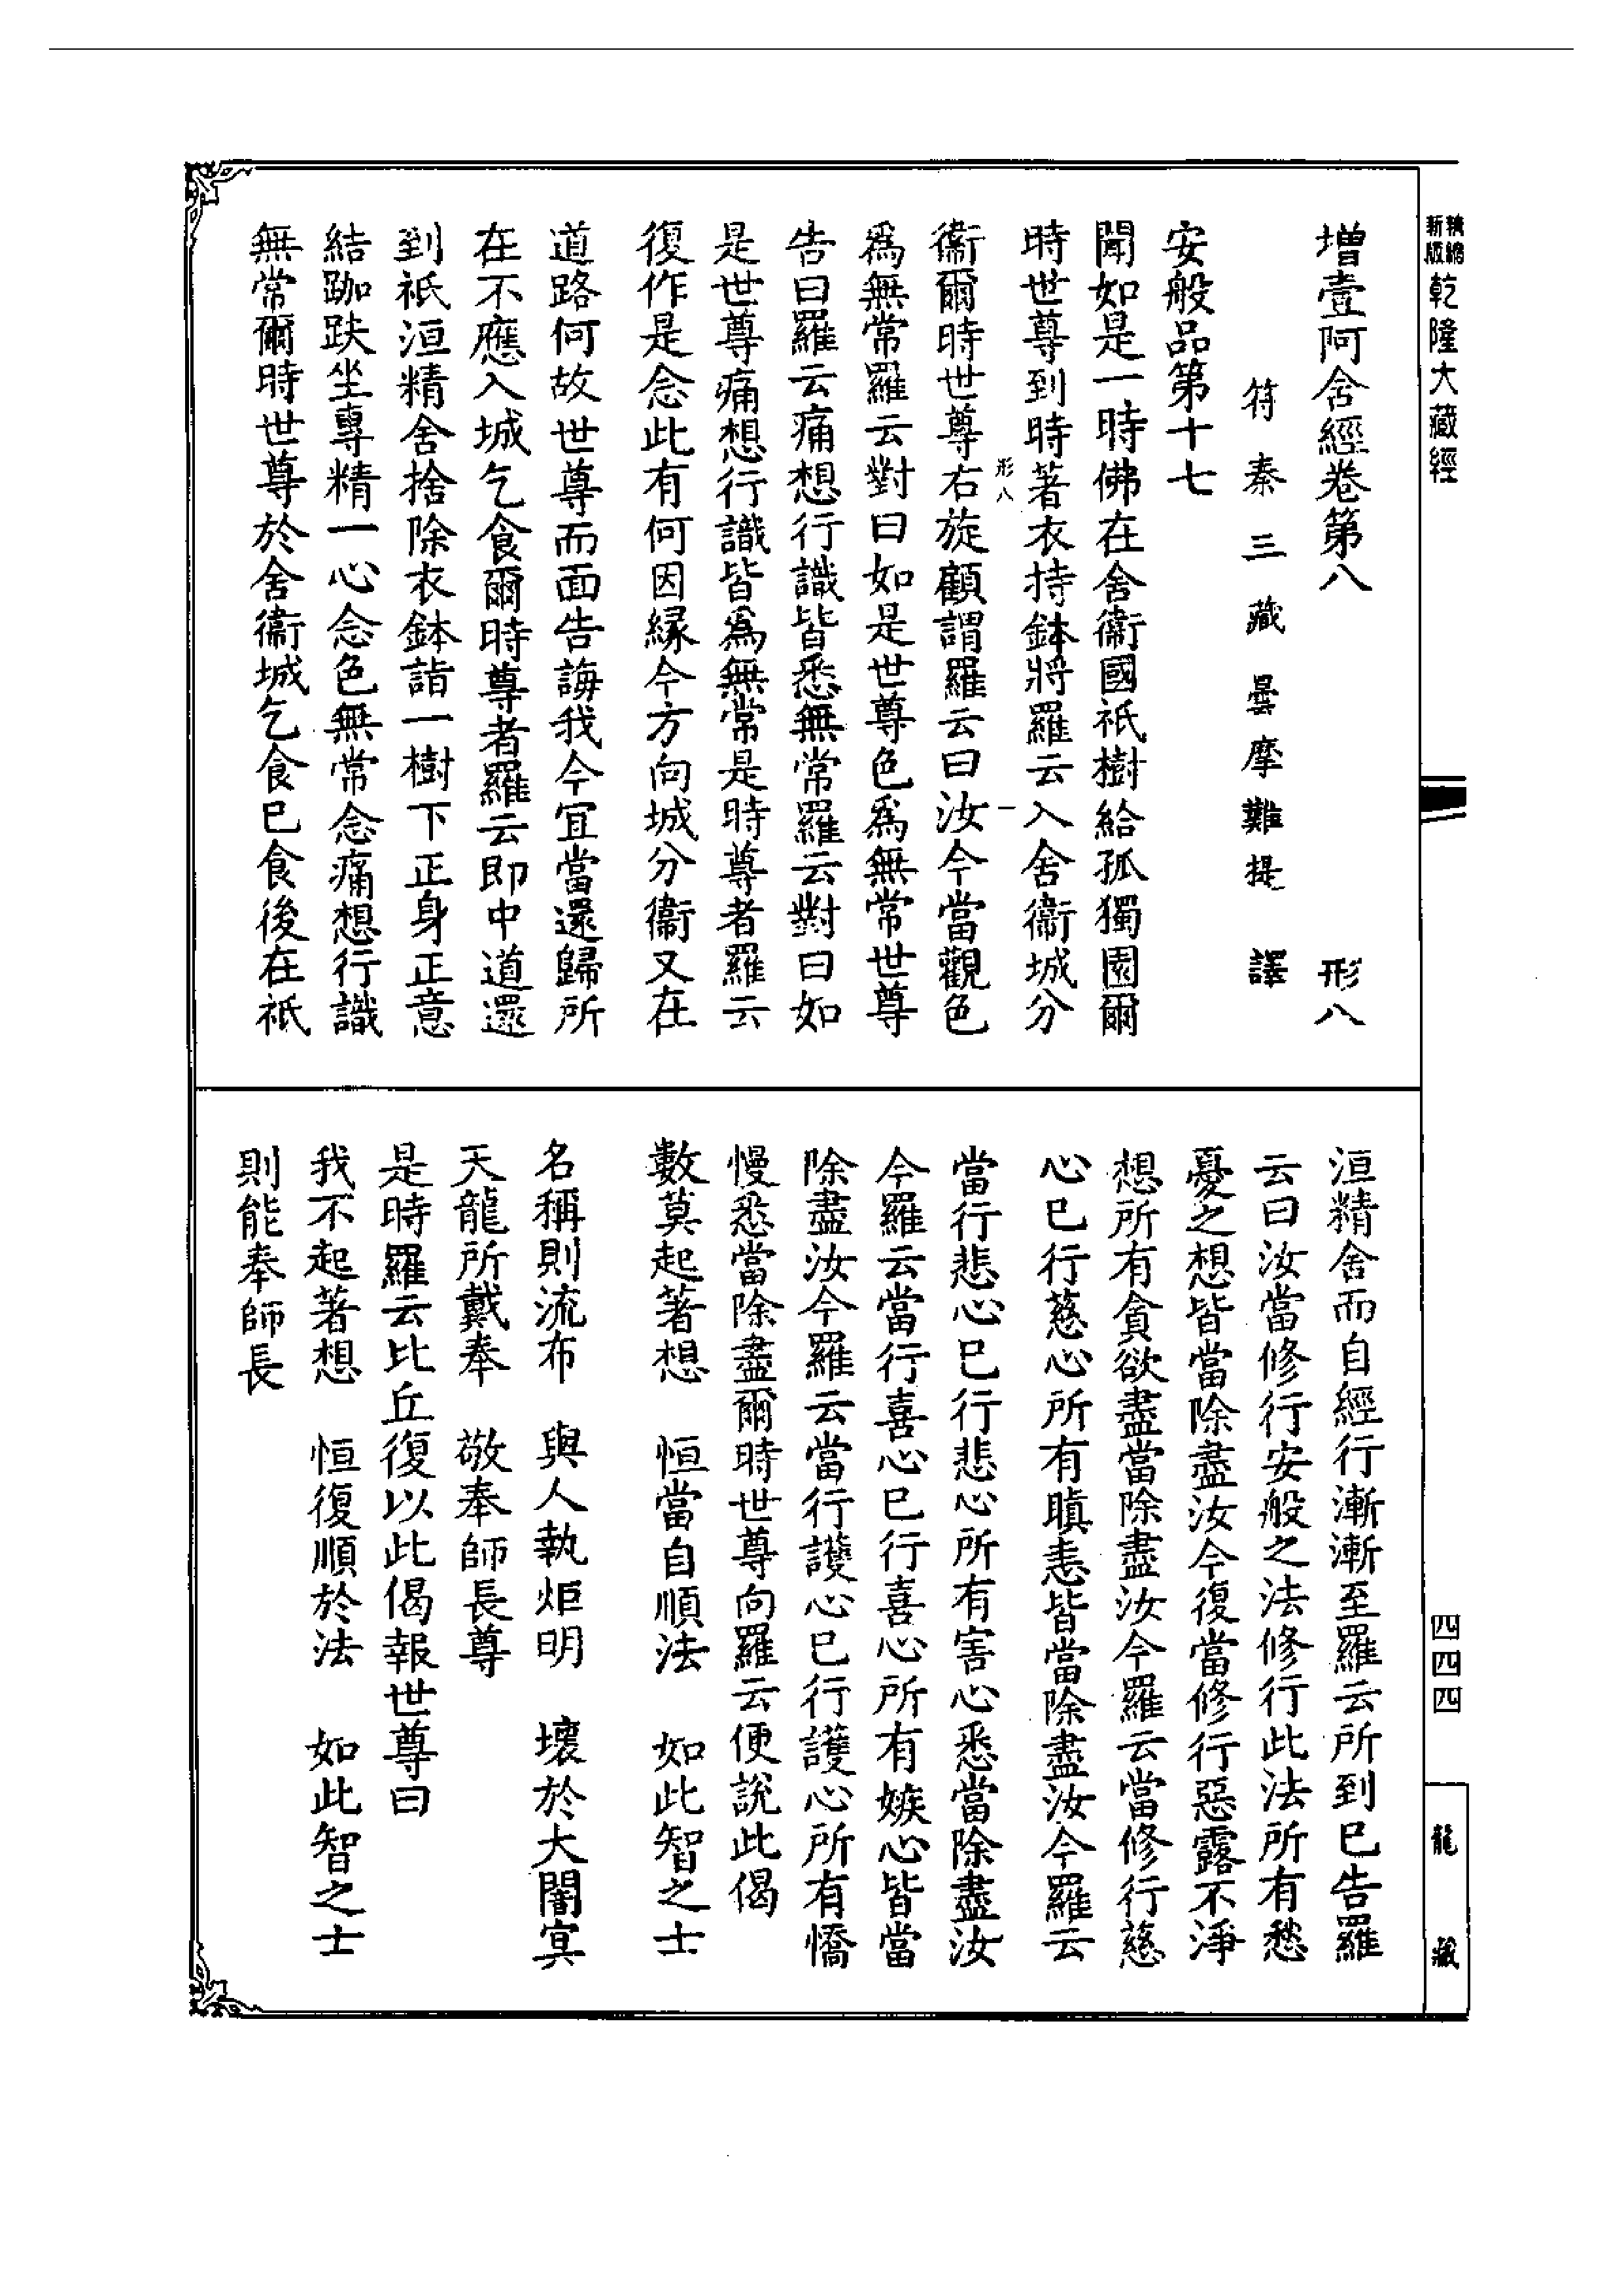 新版精縮乾隆大藏經
增壹阿含經卷第八　形八
符秦三藏曇摩難提　譯
安般品第十七
聞如是一時佛在舍衞國祇樹給孤獨園爾
時世尊到時著衣持鉢將羅云入舍衞城分
形八　一
衞爾時世尊右旋顧謂羅云曰汝今當觀色
爲無常羅云對曰如是世尊色爲無常世尊
告曰羅云痛想行識皆悉無常羅云對曰如
是世尊痛想行識皆爲無常是時尊者羅云
復作是念此有何因緣今方向城分衞又在
道路何故世尊而面告誨我今宜當還歸所
在不應入城乞食爾時尊者羅云即中道還
到祇洹精舍捨除衣鉢詣一樹下正身正意
結跏趺坐專精一心念色無常念痛想行識
無常爾時世尊於舍衞城乞食已食後在祇
洹精舍而自經行漸漸至羅云所到已告羅
云曰汝當修行安般之法修行此法所有愁
憂之想皆當除盡汝今復當修行惡露不淨
想所有貪欲盡當除盡汝今羅云當修行慈
心已行慈心所有瞋恚皆當除盡汝今羅云
當行悲心已行悲心所有害心悉當除盡汝
今羅云當行喜心已行喜心所有嫉心皆當
除盡汝今羅云當行護心已行護心所有憍
慢悉當除盡爾時世尊向羅云便說此偈
數莫起著想　恒當自順法　如此智之士
名稱則流布　與人執炬明　壞於大闇冥
天龍所戴奉　敬奉師長尊
是時羅云比丘復以此偈報世尊曰
我不起著想　恒復順於法　如此智之士
則能奉師長
四四四
龍藏